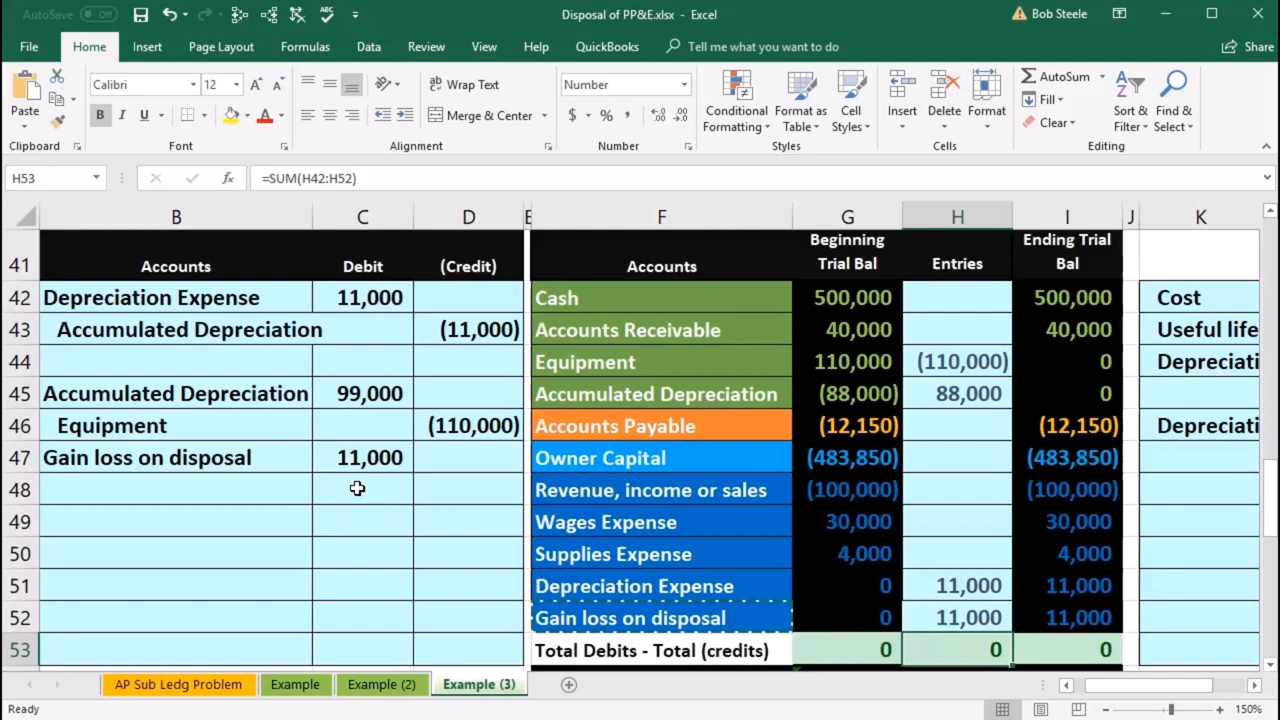 AutoSave Off
Disposal of PP&E.xlsx - Excel
Bob Steele
File Home Insert Page Layout Formulas Data Review View Help QuickBooks Tell me what you want to do Share
Calibri 12 Wrap Text Number AutoSum
Paste B I U Merge & Center $ % Conditional Formatting Format as Table Cell Styles Insert Delete Format Fill Clear Sort & Filter Find & Select
Clipboard Font Alignment Number Styles Cells Editing
H53 fx =SUM(H42:H52)
B C D E F G H I J K
41 Accounts Debit (Credit) Accounts Beginning Trial Bal Entries Ending Trial Bal
42 Depreciation Expense 11,000 Cash 500,000 500,000 Cost
43 Accumulated Depreciation (11,000) Accounts Receivable 40,000 40,000 Useful life
44 Equipment 110,000 (110,000) 0 Depreciati
45 Accumulated Depreciation 99,000 Accumulated Depreciation (88,000) 88,000 0
46 Equipment (110,000) Accounts Payable (12,150) (12,150) Depreciati
47 Gain loss on disposal 11,000 Owner Capital (483,850) (483,850)
48 Revenue, income or sales (100,000) (100,000)
49 Wages Expense 30,000 30,000
50 Supplies Expense 4,000 4,000
51 Depreciation Expense 0 11,000 11,000
52 Gain loss on disposal 0 11,000 11,000
53 Total Debits - Total (credits) 0 0 0
AP Sub Ledg Problem Example Example (2) Example (3)
Ready 150%